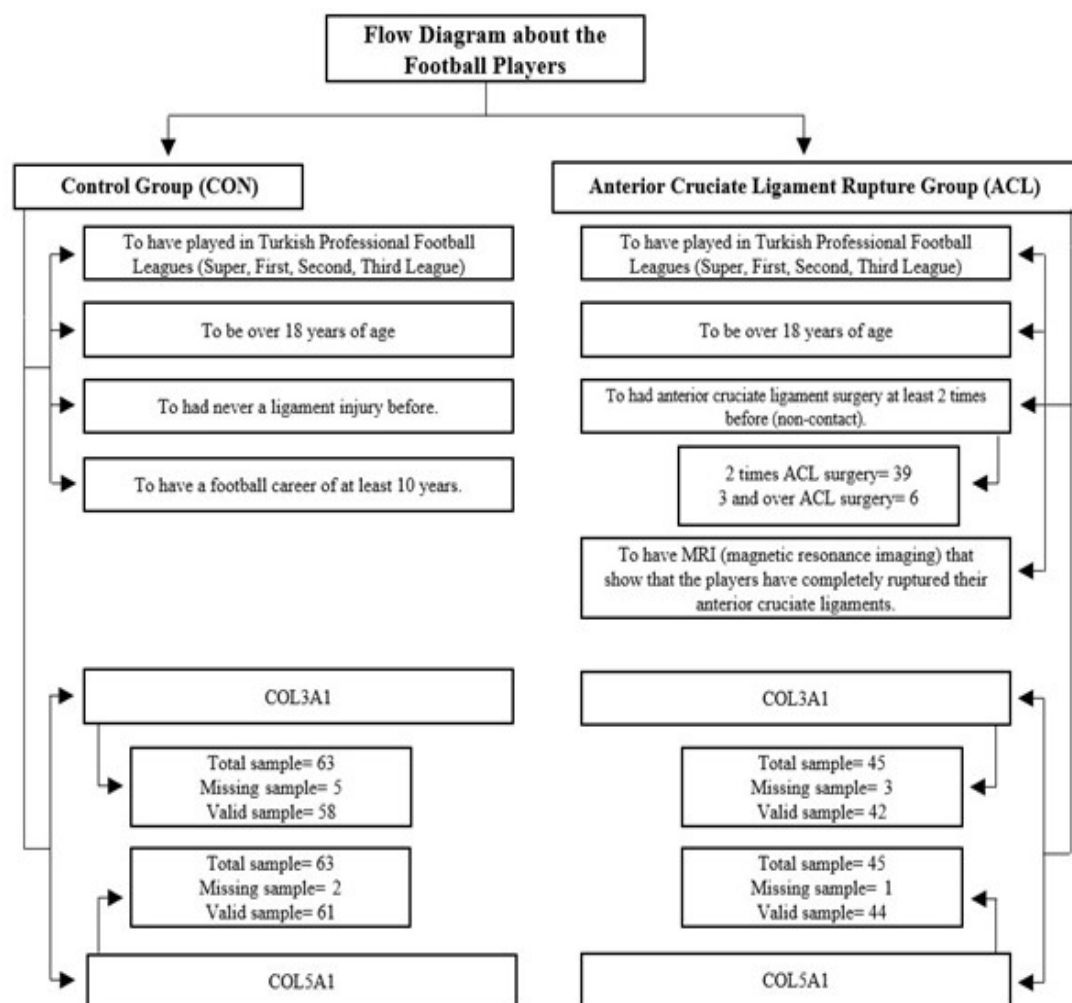 Flow Diagram about the
Football Players
Control Group (CON)
To have played in Turkish Professional Football
Leagues (Super, First, Second, Third League)
To be over 18 years of age
To had never a ligament injury before.
To have a football career of at least 10 years.
COL3A1
Total sample= 63
Missing sample= 5
Valid sample= 58
Total sample= 63
Missing sample= 2
Valid sample= 61
COL5A1
Anterior Cruciate Ligament Rupture Group (ACL)
To have played in Turkish Professional Football
Leagues (Super, First, Second, Third League)
To be over 18 years of age
To had anterior cruciate ligament surgery at least 2 times
before (non-contact).
2 times ACL surgery= 39
3 and over ACL surgery= 6
To have MRI (magnetic resonance imaging) that
show that the players have completely ruptured their
anterior cruciate ligaments.
COL3A1
Total sample= 45
Missing sample= 3
Valid sample= 42
Total sample= 45
Missing sample= 1
Valid sample= 44
COL5A1